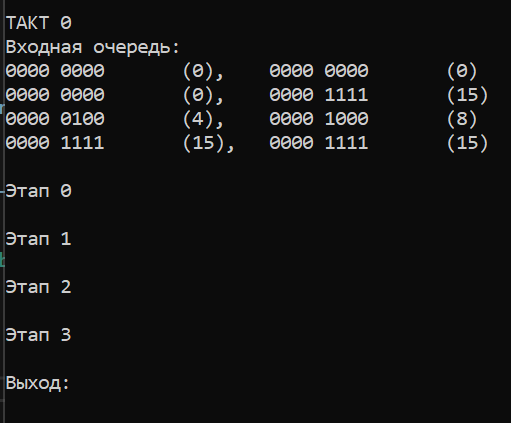 ТАКТ 0
Входная очередь:
0000 0000 (0), 0000 0000 (0)
0000 0000 (0), 0000 1111 (15)
0000 0100 (4), 0000 1000 (8)
0000 1111 (15), 0000 1111 (15)
Этап 0
Этап 1
Этап 2
Этап 3
Выход: